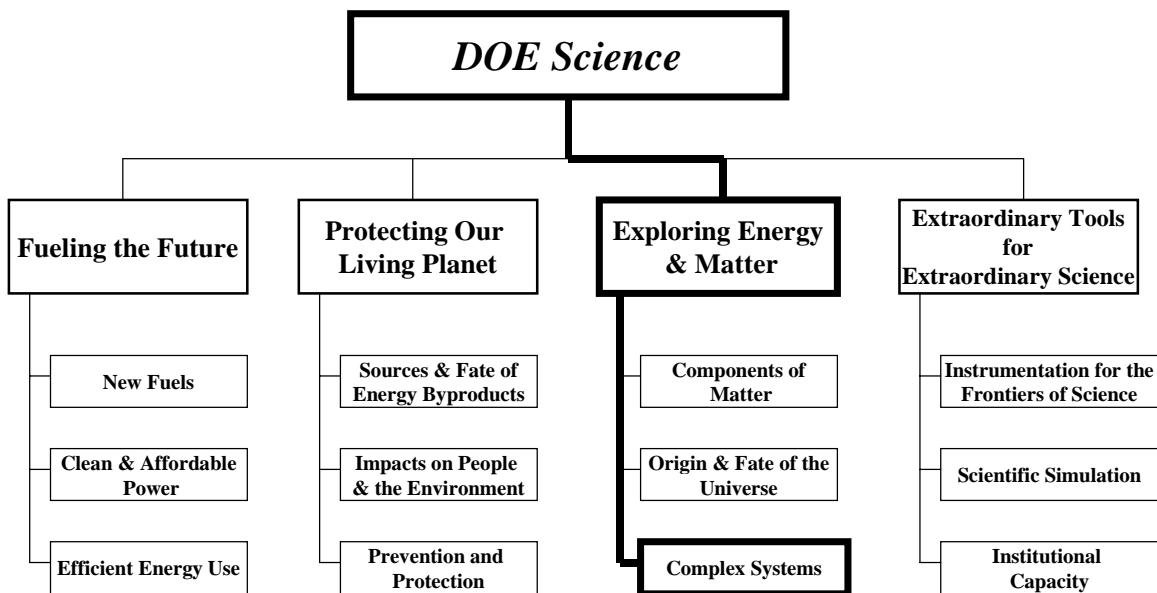 DOE Science
Fueling the Future
Protecting Our
Living Planet
Exploring Energy
& Matter
Extraordinary Tools
for
Extraordinary Science
New Fuels
Sources & Fate of
Energy Byproducts
Components of
Matter
Instrumentation for the
Frontiers of Science
Clean & Affordable
Power
Impacts on People
& the Environment
Origin & Fate of the
Universe
Scientific Simulation
Efficient Energy Use
Prevention and
Protection
Complex Systems
Institutional
Capacity